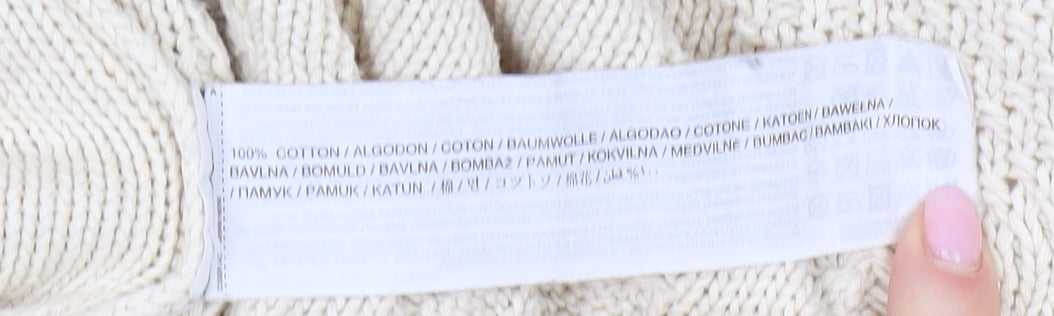 100% COTTON / ALGODON / COTON / BAUMWOLLE / ALGODAO / COTONE / KATOEN / BAWEŁNA /
BAVLNA / BOMULD / BAVLNA / BOMBAŽ / PAMUT / KOKVILNA / MEDVILNĖ / BUMBAC / BAMBAKI / ХЛОПОК
/ ПАМУК / PAMUK / KATUN / 棉 / 면 / コットン / 棉花 /